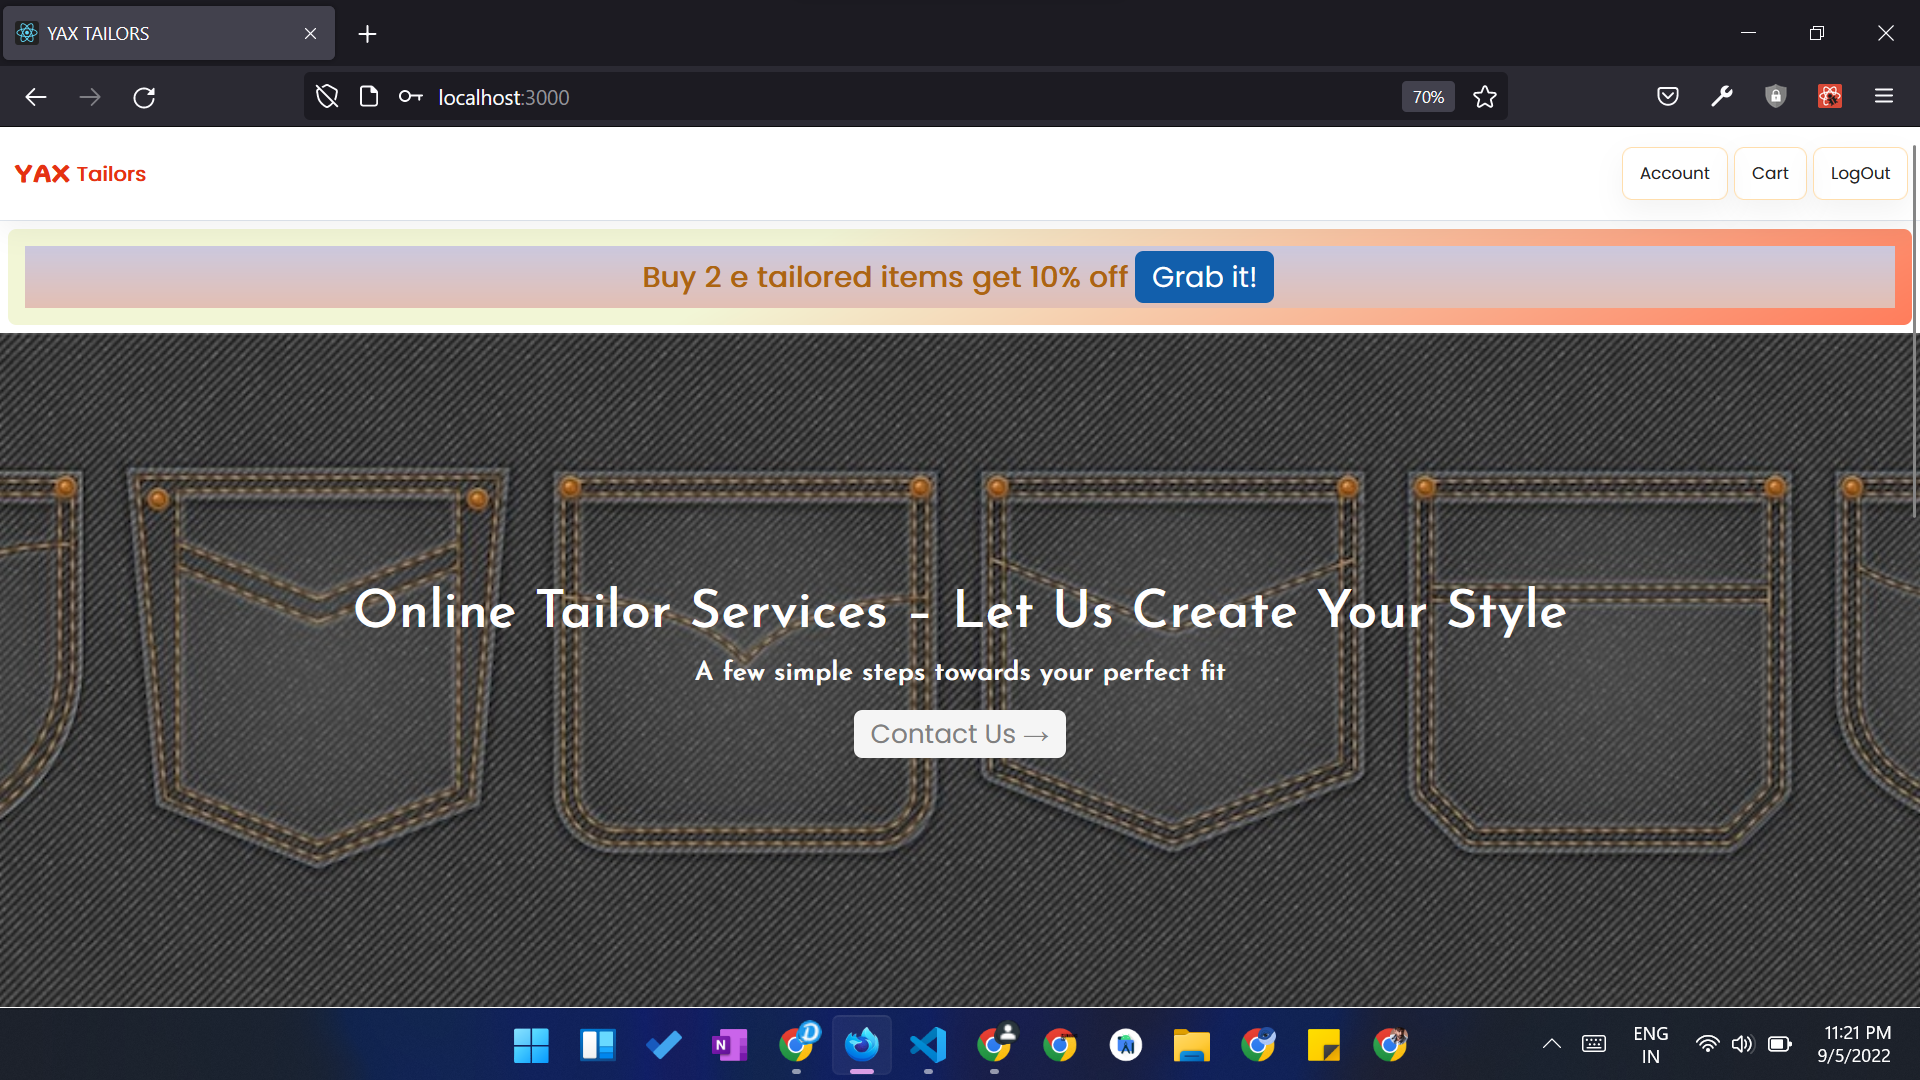 YAX TAILORS
localhost:3000
70%
YAX Tailors
Account
Cart
LogOut
Buy 2 e tailored items get 10% off Grab it!
Online Tailor Services – Let Us Create Your Style
A few simple steps towards your perfect fit
Contact Us →
ENG
IN
11:21 PM
9/5/2022